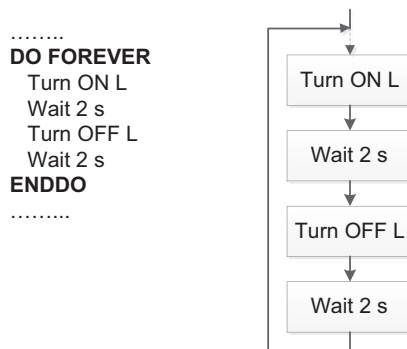 ……..
DO FOREVER
Turn ON L
Wait 2 s
Turn OFF L
Wait 2 s
ENDDO
……...
Turn ON L
Wait 2 s
Turn OFF L
Wait 2 s